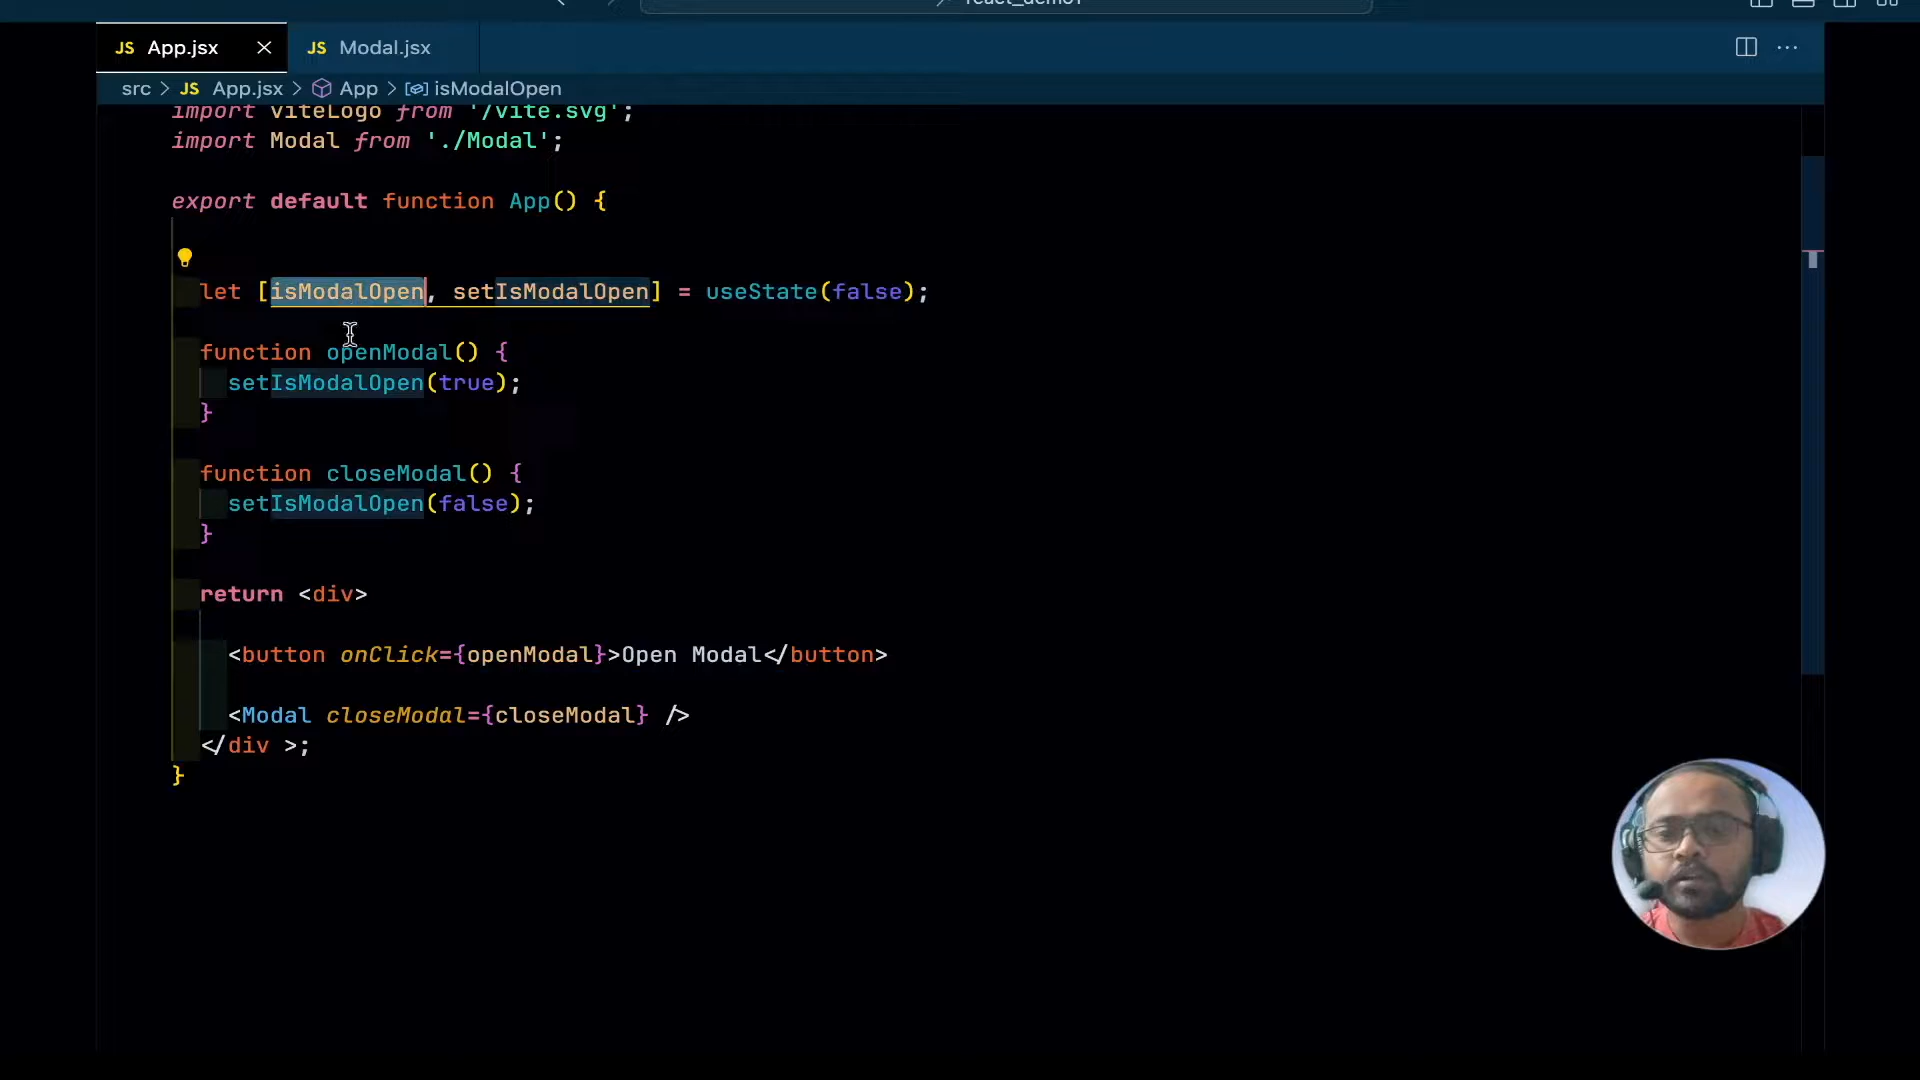 react_demo1
JS App.jsx
JS Modal.jsx
src > JS App.jsx > App > isModalOpen
import viteLogo from '/vite.svg';
import Modal from './Modal';
export default function App() {
let [isModalOpen, setIsModalOpen] = useState(false);
function openModal() {
setIsModalOpen(true);
}
function closeModal() {
setIsModalOpen(false);
}
return <div>
<button onClick={openModal}>Open Modal</button>
<Modal closeModal={closeModal} />
</div >;
}